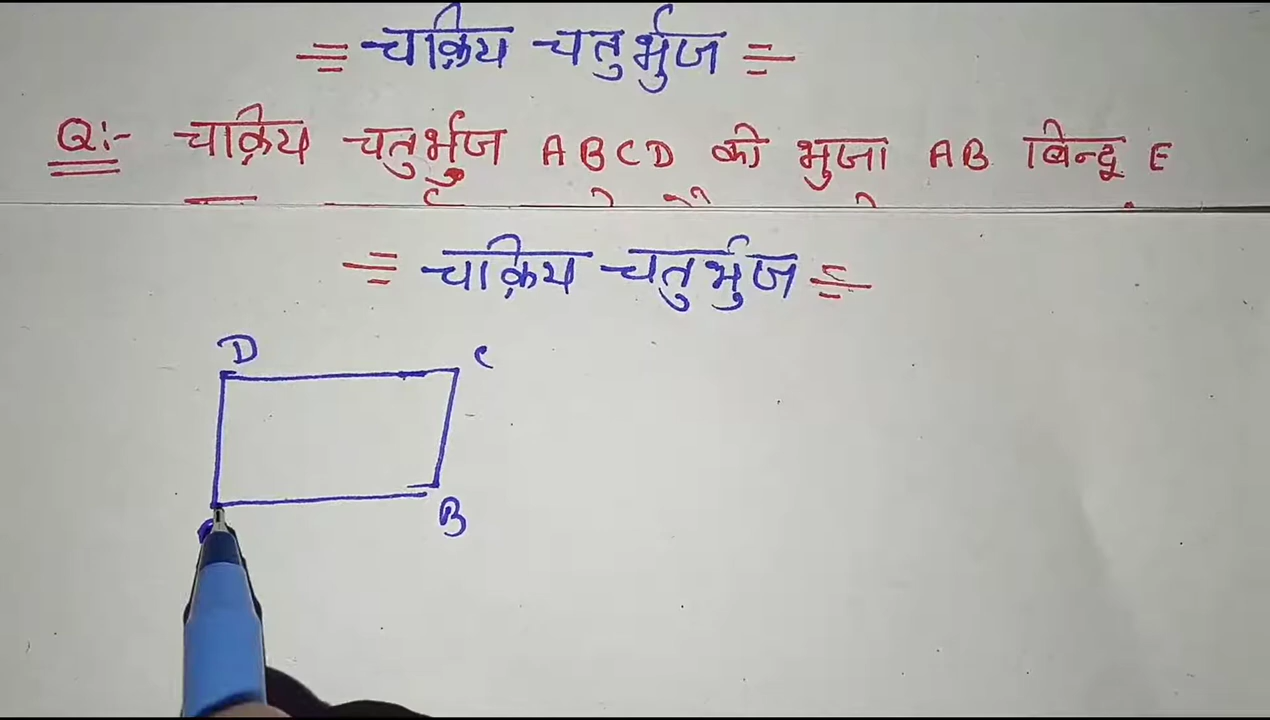 = चक्रिय चतुर्भुज =
Q:- चक्रिय चतुर्भुज ABCD की भुजा AB बिन्दू E
= चक्रिय चतुर्भुज =
D C
B